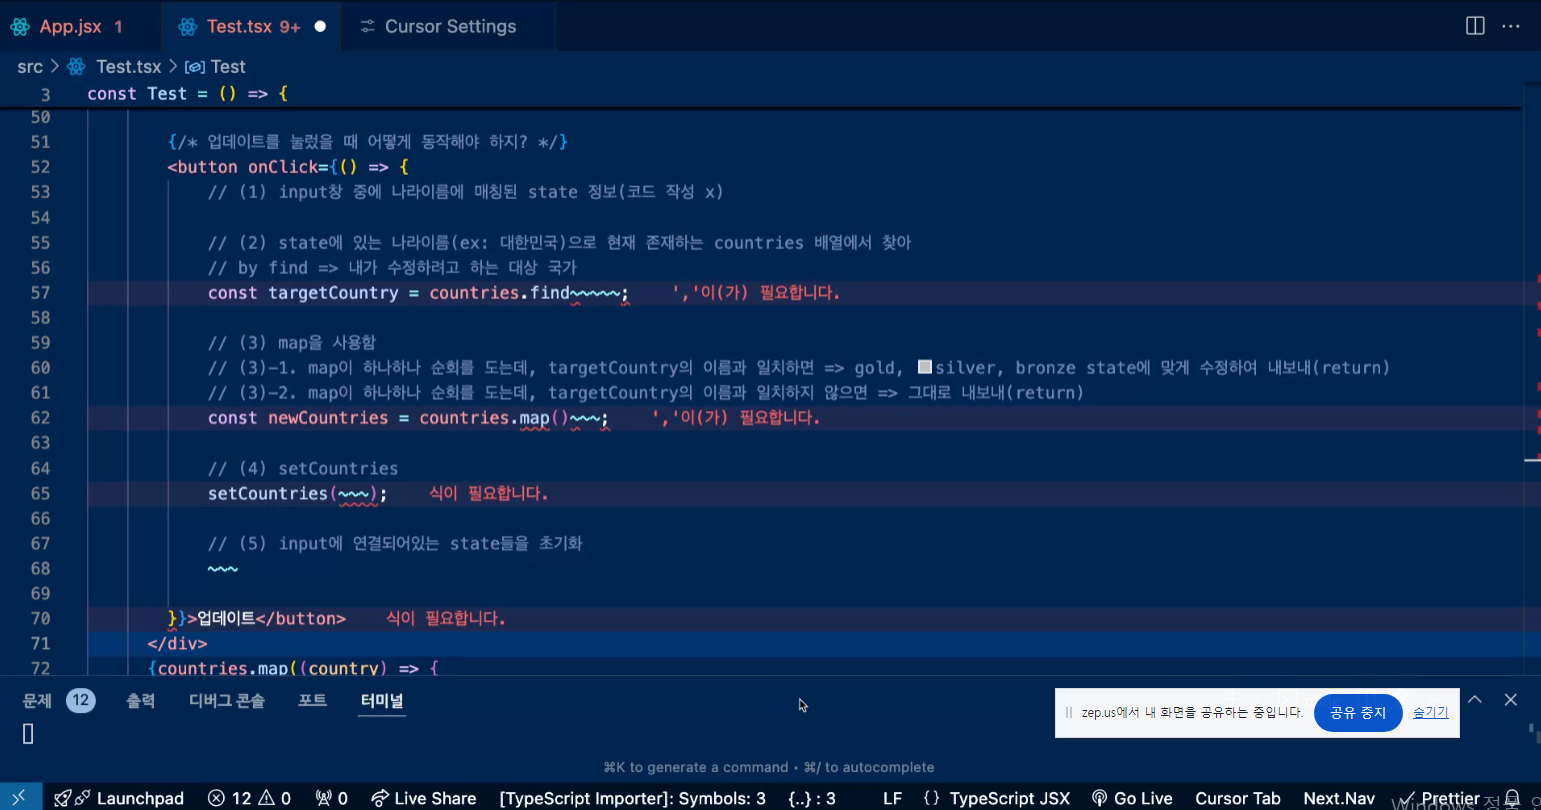 App.jsx 1 Test.tsx 9+ Cursor Settings
src > Test.tsx > Test
3 const Test = () => {
50
51 {/* 업데이트를 눌렀을 때 어떻게 동작해야 하지? */}
52 <button onClick={() => {
53 // (1) input창 중에 나라이름에 매칭된 state 정보(코드 작성 x)
54
55 // (2) state에 있는 나라이름(ex: 대한민국)으로 현재 존재하는 countries 배열에서 찾아
56 // by find => 내가 수정하려고 하는 대상 국가
57 const targetCountry = countries.find~~~~~; ','이(가) 필요합니다.
58
59 // (3) map을 사용함
60 // (3)-1. map이 하나하나 순회를 도는데, targetCountry의 이름과 일치하면 => gold, silver, bronze state에 맞게 수정하여 내보내(return)
61 // (3)-2. map이 하나하나 순회를 도는데, targetCountry의 이름과 일치하지 않으면 => 그대로 내보내(return)
62 const newCountries = countries.map()~~~; ','이(가) 필요합니다.
63
64 // (4) setCountries
65 setCountries(~~~); 식이 필요합니다.
66
67 // (5) input에 연결되어있는 state들을 초기화
68 ~~~
69
70 }}>업데이트</button> 식이 필요합니다.
71 </div>
72 {countries.map((country) => {
문제 12 출력 디버그 콘솔 포트 터미널
zep.us에서 내 화면을 공유하는 중입니다. 공유 중지 숨기기
⌘K to generate a command • ⌘/ to autocomplete
Launchpad 12 0 0 Live Share [TypeScript Importer]: Symbols: 3 {..} : 3 LF {} TypeScript JSX Go Live Cursor Tab Next.Nav Prettier
Windows 정품